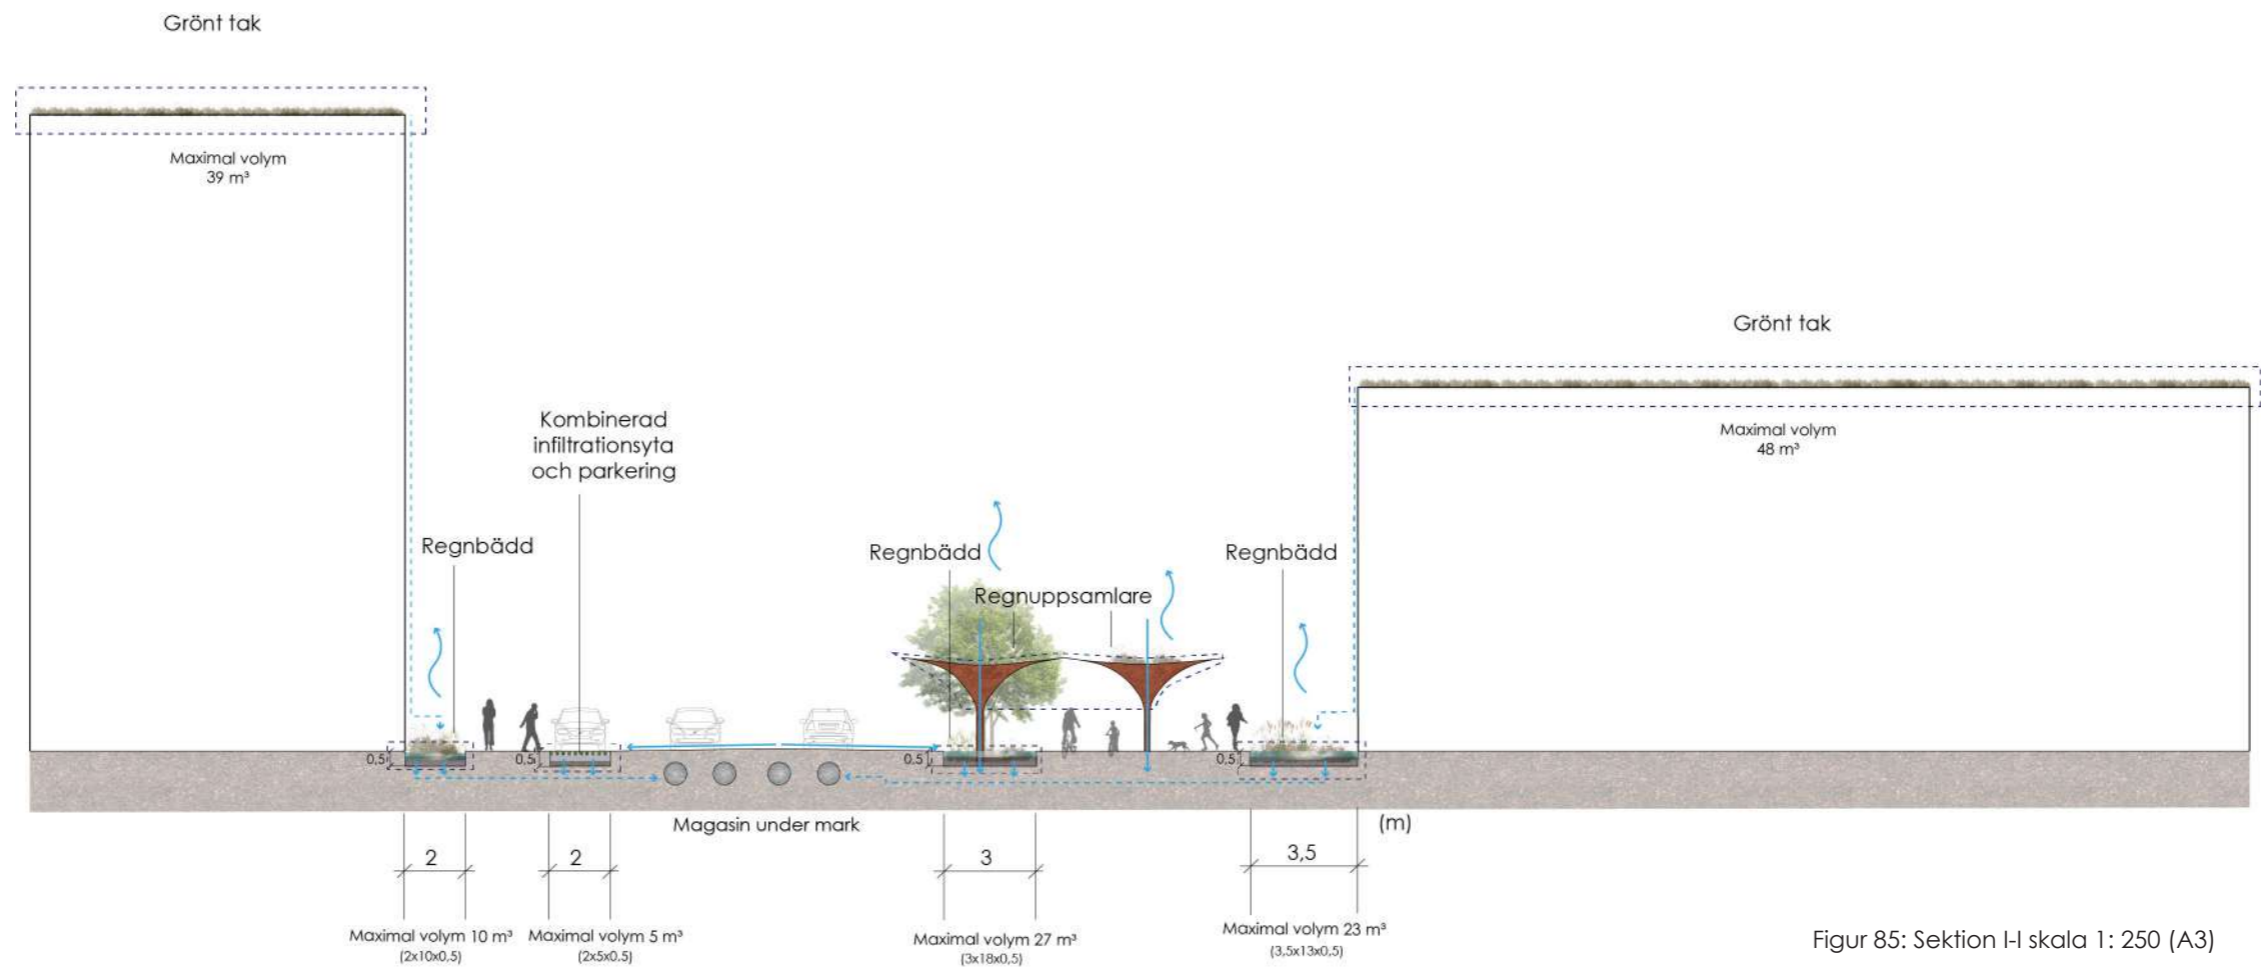 Grönt tak
Maximal volym
39 m³
Grönt tak
Maximal volym
48 m³
Kombinerad
infiltrationsyta
och parkering
Regnbädd
Regnbädd
Regnbädd
Regnuppsamlare
0,5
0,5
0,5
0,5
Magasin under mark
(m)
2
2
3
3,5
Maximal volym 10 m³
(2x10x0,5)
Maximal volym 5 m³
(2x5x0.5)
Maximal volym 27 m³
(3x18x0,5)
Maximal volym 23 m³
(3,5x13x0,5)
Figur 85: Sektion I-I skala 1: 250 (A3)